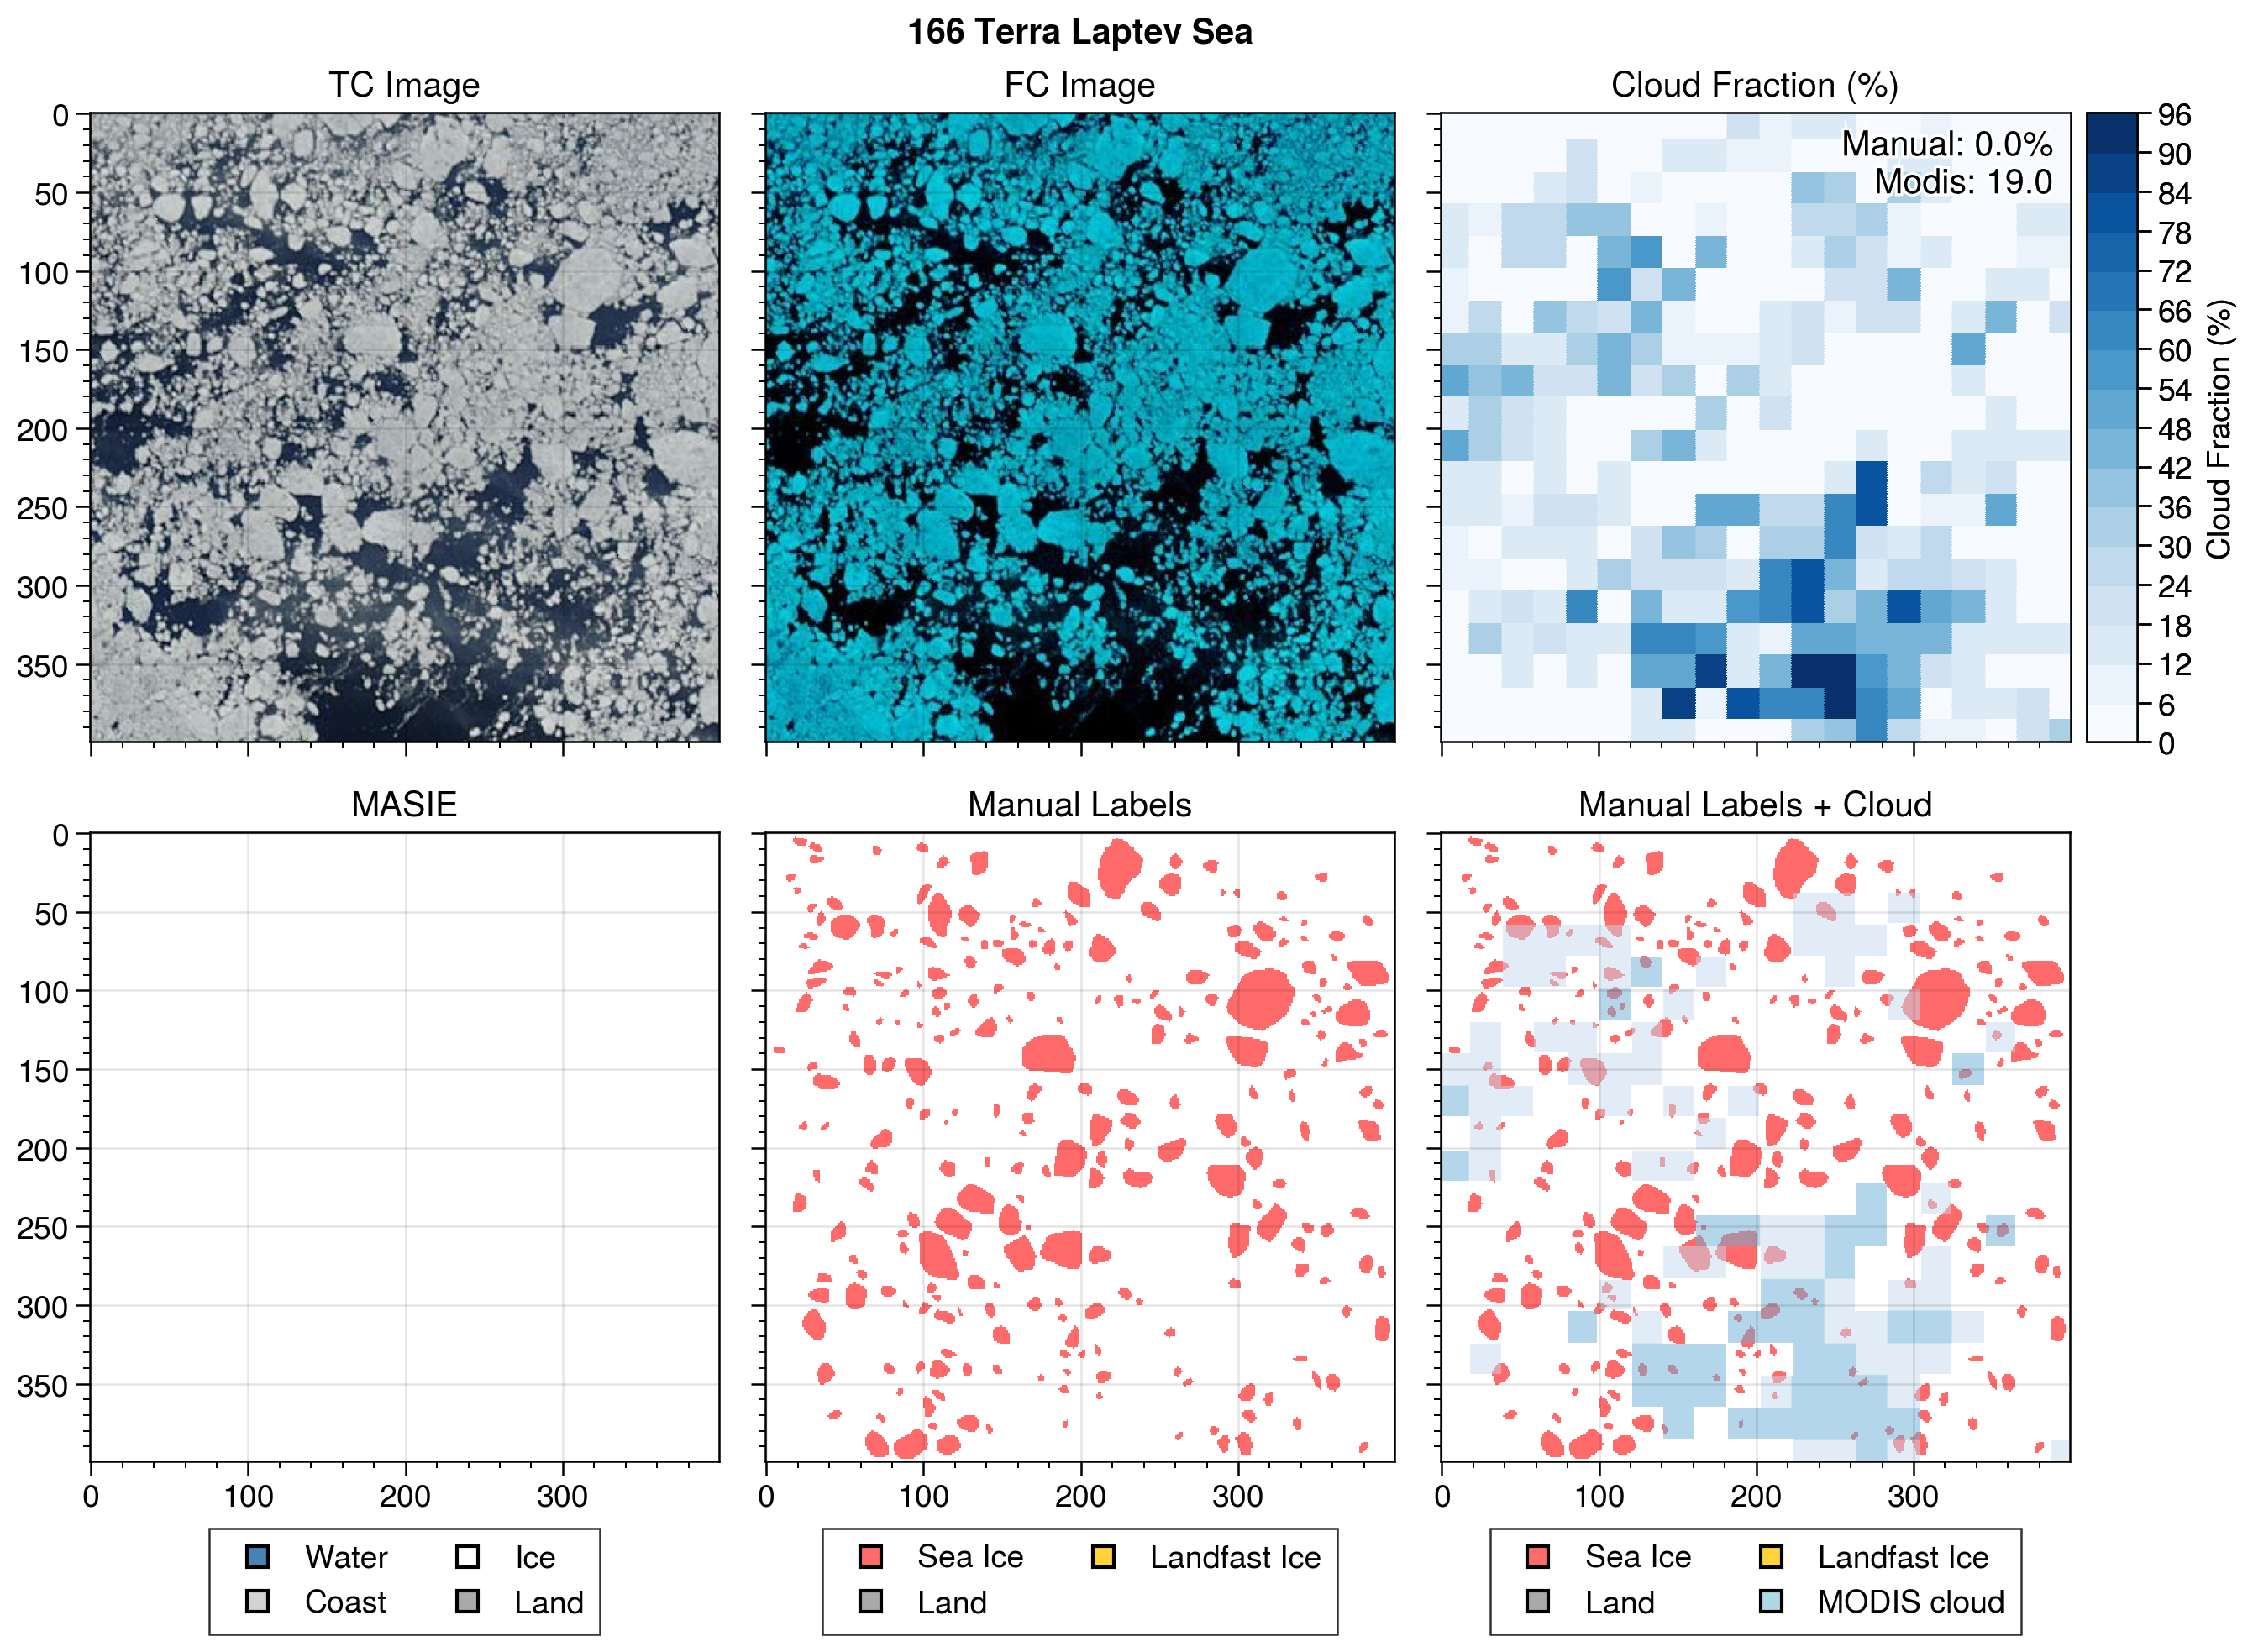 166 Terra Laptev Sea
TC Image
FC Image
Cloud Fraction (%)
0
50
100
150
200
250
300
350
Manual: 0.0%
Modis: 19.0
96
90
84
78
72
66
60
54
48
42
36
30
24
18
12
6
0
Cloud Fraction (%)
MASIE
Manual Labels
Manual Labels + Cloud
0
50
100
150
200
250
300
350
0 100 200 300
0 100 200 300
0 100 200 300
Water Ice
Coast Land
Sea Ice Landfast Ice
Land
Sea Ice Landfast Ice
Land MODIS cloud